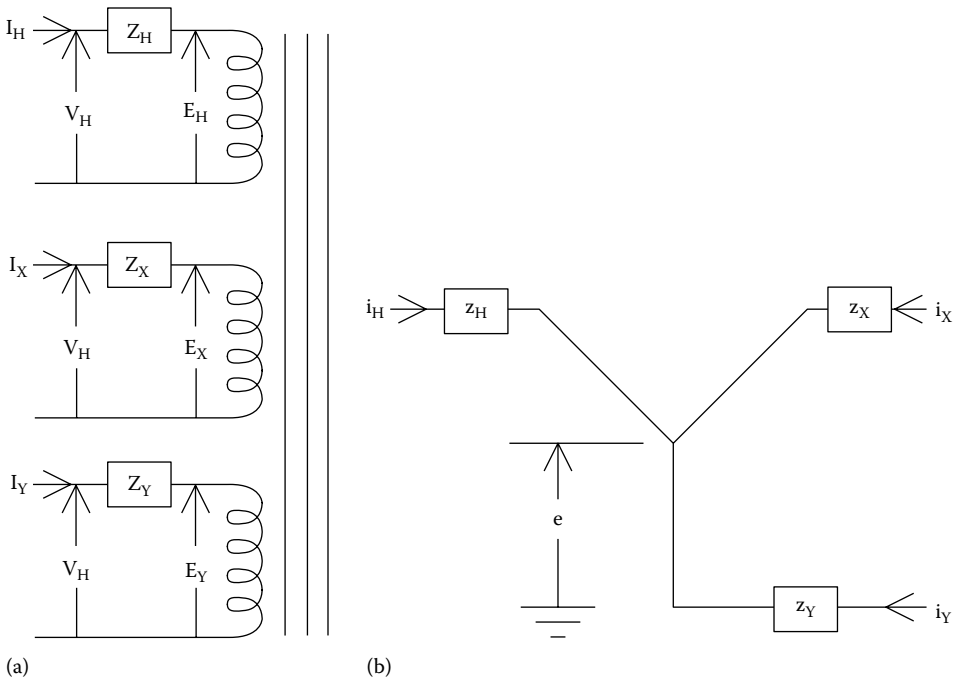 I_H
Z_H
V_H
E_H
I_X
Z_X
V_H
E_X
I_Y
Z_Y
V_H
E_Y
(a)
i_H
z_H
z_X
i_X
e
z_Y
i_Y
(b)